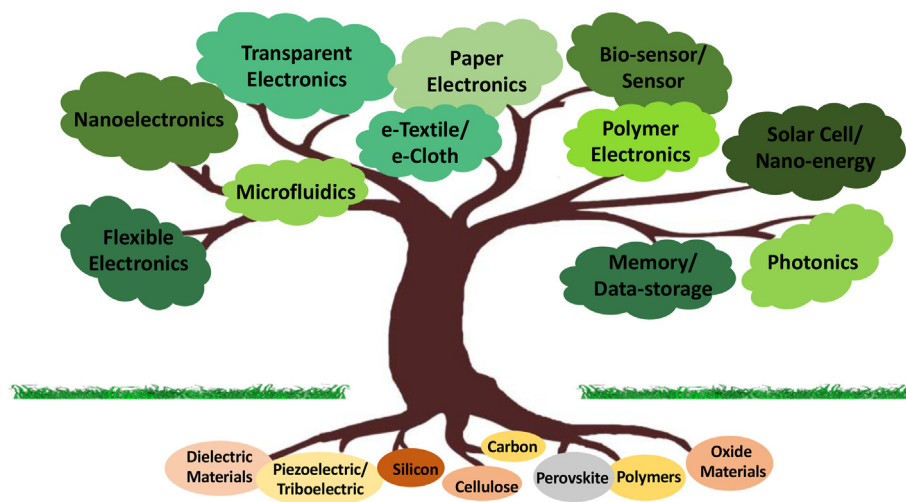 Transparent
Electronics
Paper
Electronics
Bio-sensor/
Sensor
Nanoelectronics
e-Textile/
e-Cloth
Polymer
Electronics
Solar Cell/
Nano-energy
Microfluidics
Flexible
Electronics
Memory/
Data-storage
Photonics
Dielectric
Materials
Piezoelectric/
Triboelectric
Silicon
Carbon
Cellulose
Perovskite
Polymers
Oxide
Materials